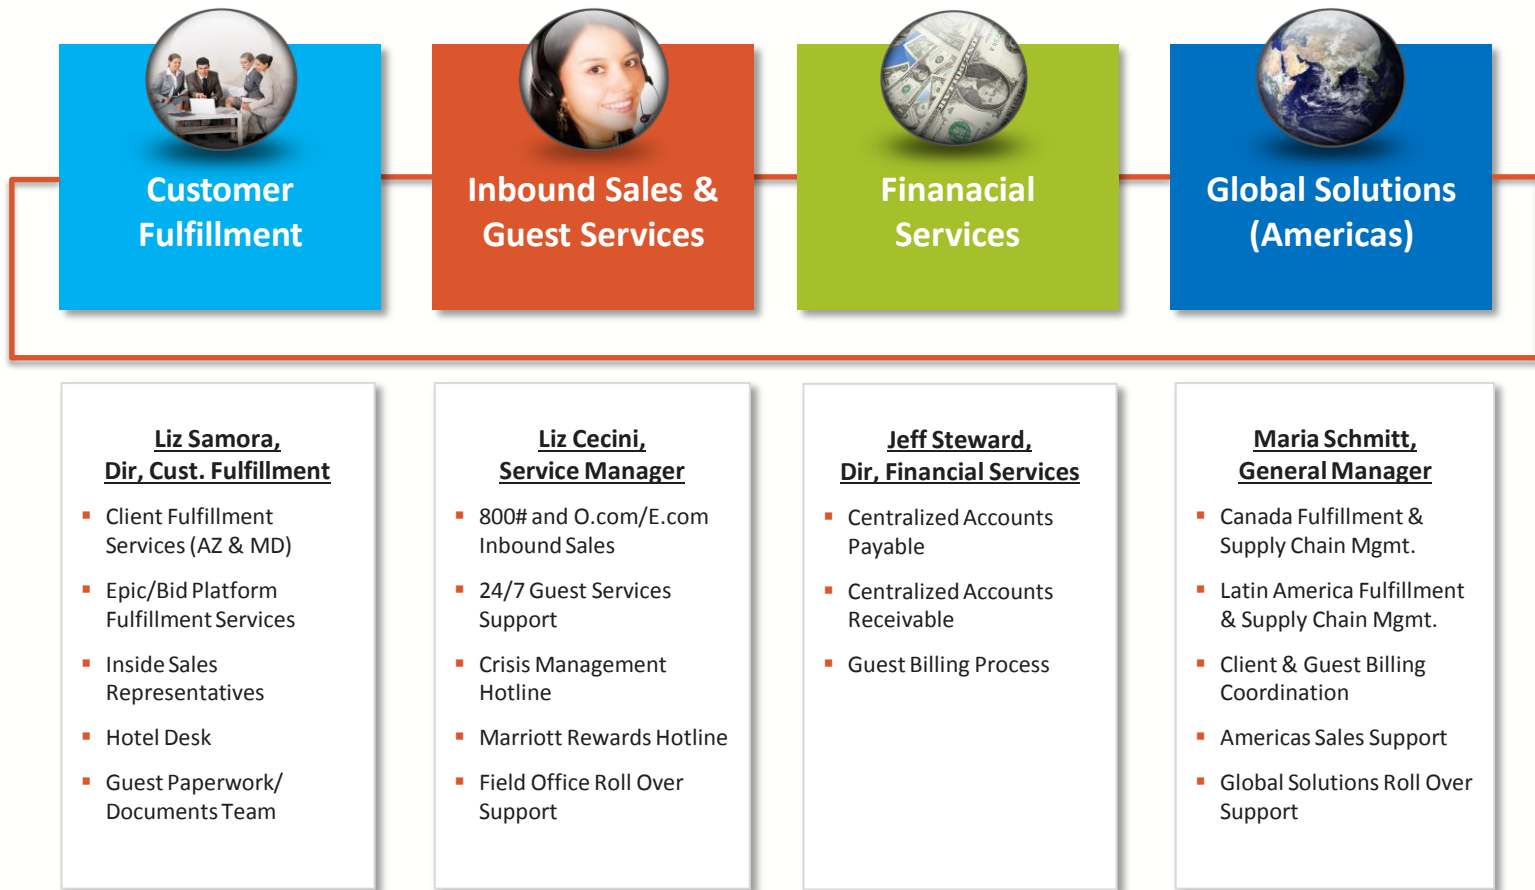 Customer
Fulfillment
Inbound Sales &
Guest Services
Finanacial
Services
Global Solutions
(Americas)
Liz Samora,
Dir, Cust. Fulfillment
▪ Client Fulfillment
Services (AZ & MD)
▪ Epic/Bid Platform
Fulfillment Services
▪ Inside Sales
Representatives
▪ Hotel Desk
▪ Guest Paperwork/
Documents Team
Liz Cecini,
Service Manager
▪ 800# and O.com/E.com
Inbound Sales
▪ 24/7 Guest Services
Support
▪ Crisis Management
Hotline
▪ Marriott Rewards Hotline
▪ Field Office Roll Over
Support
Jeff Steward,
Dir, Financial Services
▪ Centralized Accounts
Payable
▪ Centralized Accounts
Receivable
▪ Guest Billing Process
Maria Schmitt,
General Manager
▪ Canada Fulfillment &
Supply Chain Mgmt.
▪ Latin America Fulfillment
& Supply Chain Mgmt.
▪ Client & Guest Billing
Coordination
▪ Americas Sales Support
▪ Global Solutions Roll Over
Support